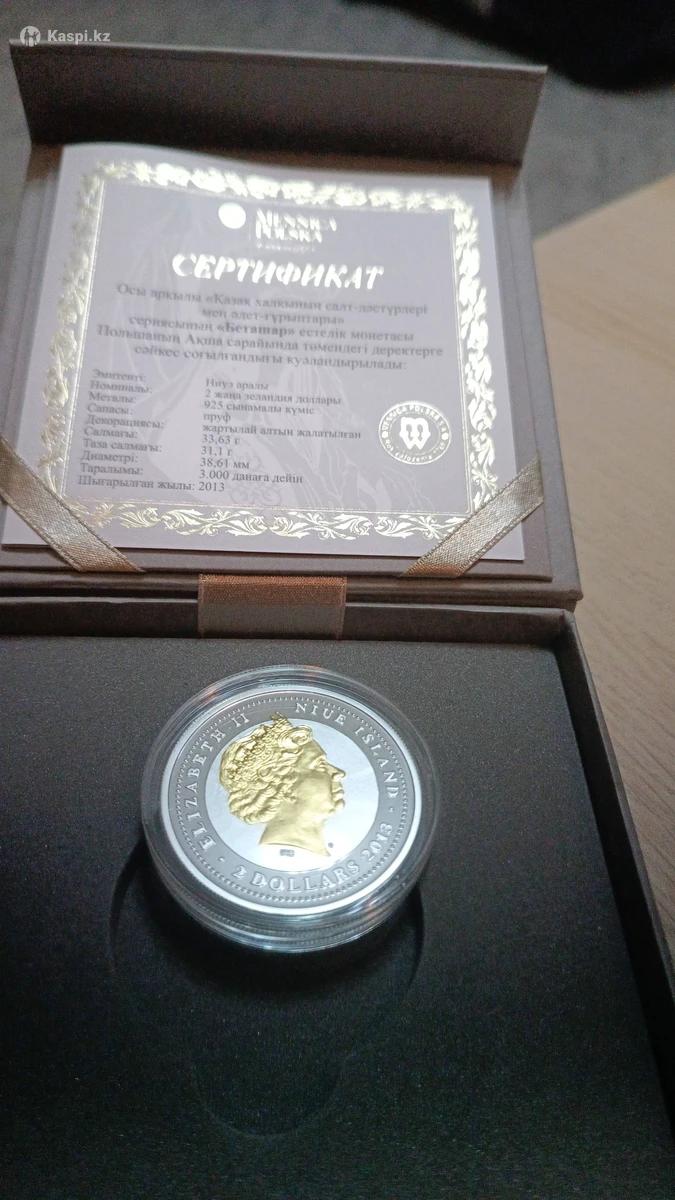 Kaspi.kz
MENNICA
POLSKA
СЕРТИФИКАТ
Осы арқылы «Қазақ халқының салт-дәстүрлері
мен әдет-ғұрыптары»
сериясының «Беташар» естелік монетасы
Польшаның Ақша сарайында төмендегі деректерге
сәйкес соғылғандығы куәландырылады:
Эмитенті: Ниуэ аралы
Номиналы: 2 жаңа зеландия доллары
Металы: 925 сынамалы күміс
Сапасы: пруф
Декорациясы: жартылай алтын жалатылған
Салмағы: 33,63 г
Таза салмағы: 31,1 г
Диаметрі: 38,61 мм
Таралымы: 3.000 данаға дейін
Шығарылған жылы: 2013
ELIZABETH II NIUE ISLAND
2 DOLLARS 2013